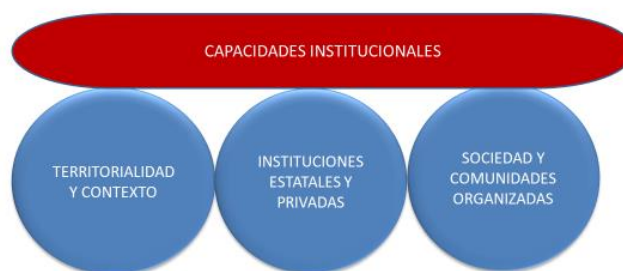 CAPACIDADES INSTITUCIONALES
TERRITORIALIDAD
Y CONTEXTO
INSTITUCIONES
ESTATALES Y
PRIVADAS
SOCIEDAD Y
COMUNIDADES
ORGANIZADAS